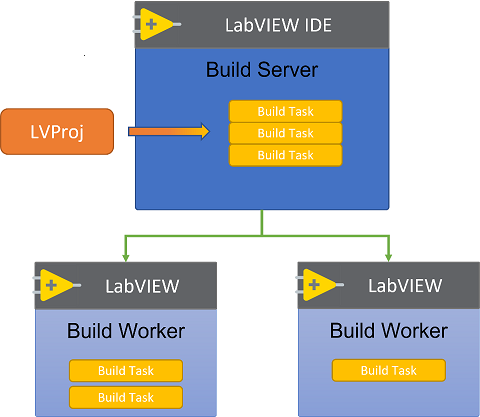 LabVIEW IDE
Build Server
LVProj
Build Task
Build Task
Build Task
LabVIEW
Build Worker
Build Task
Build Task
LabVIEW
Build Worker
Build Task